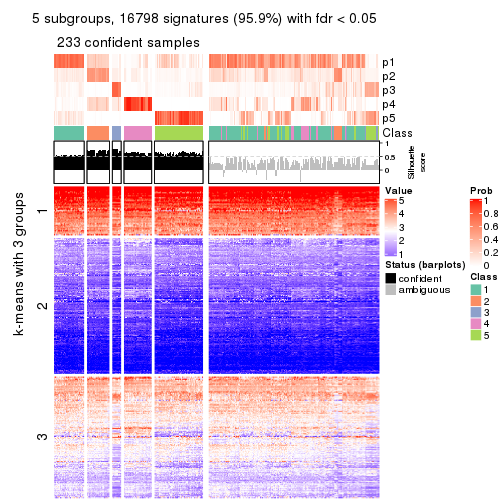 5 subgroups, 16798 signatures (95.9%) with fdr < 0.05
233 confident samples
p1
p2
p3
p4
p5
Class
1
0.5
0
Silhouette
score
k-means with 3 groups
1
2
3
Value
5
4
3
2
1
Status (barplots)
confident
ambiguous
Prob
1
0.8
0.6
0.4
0.2
0
Class
1
2
3
4
5